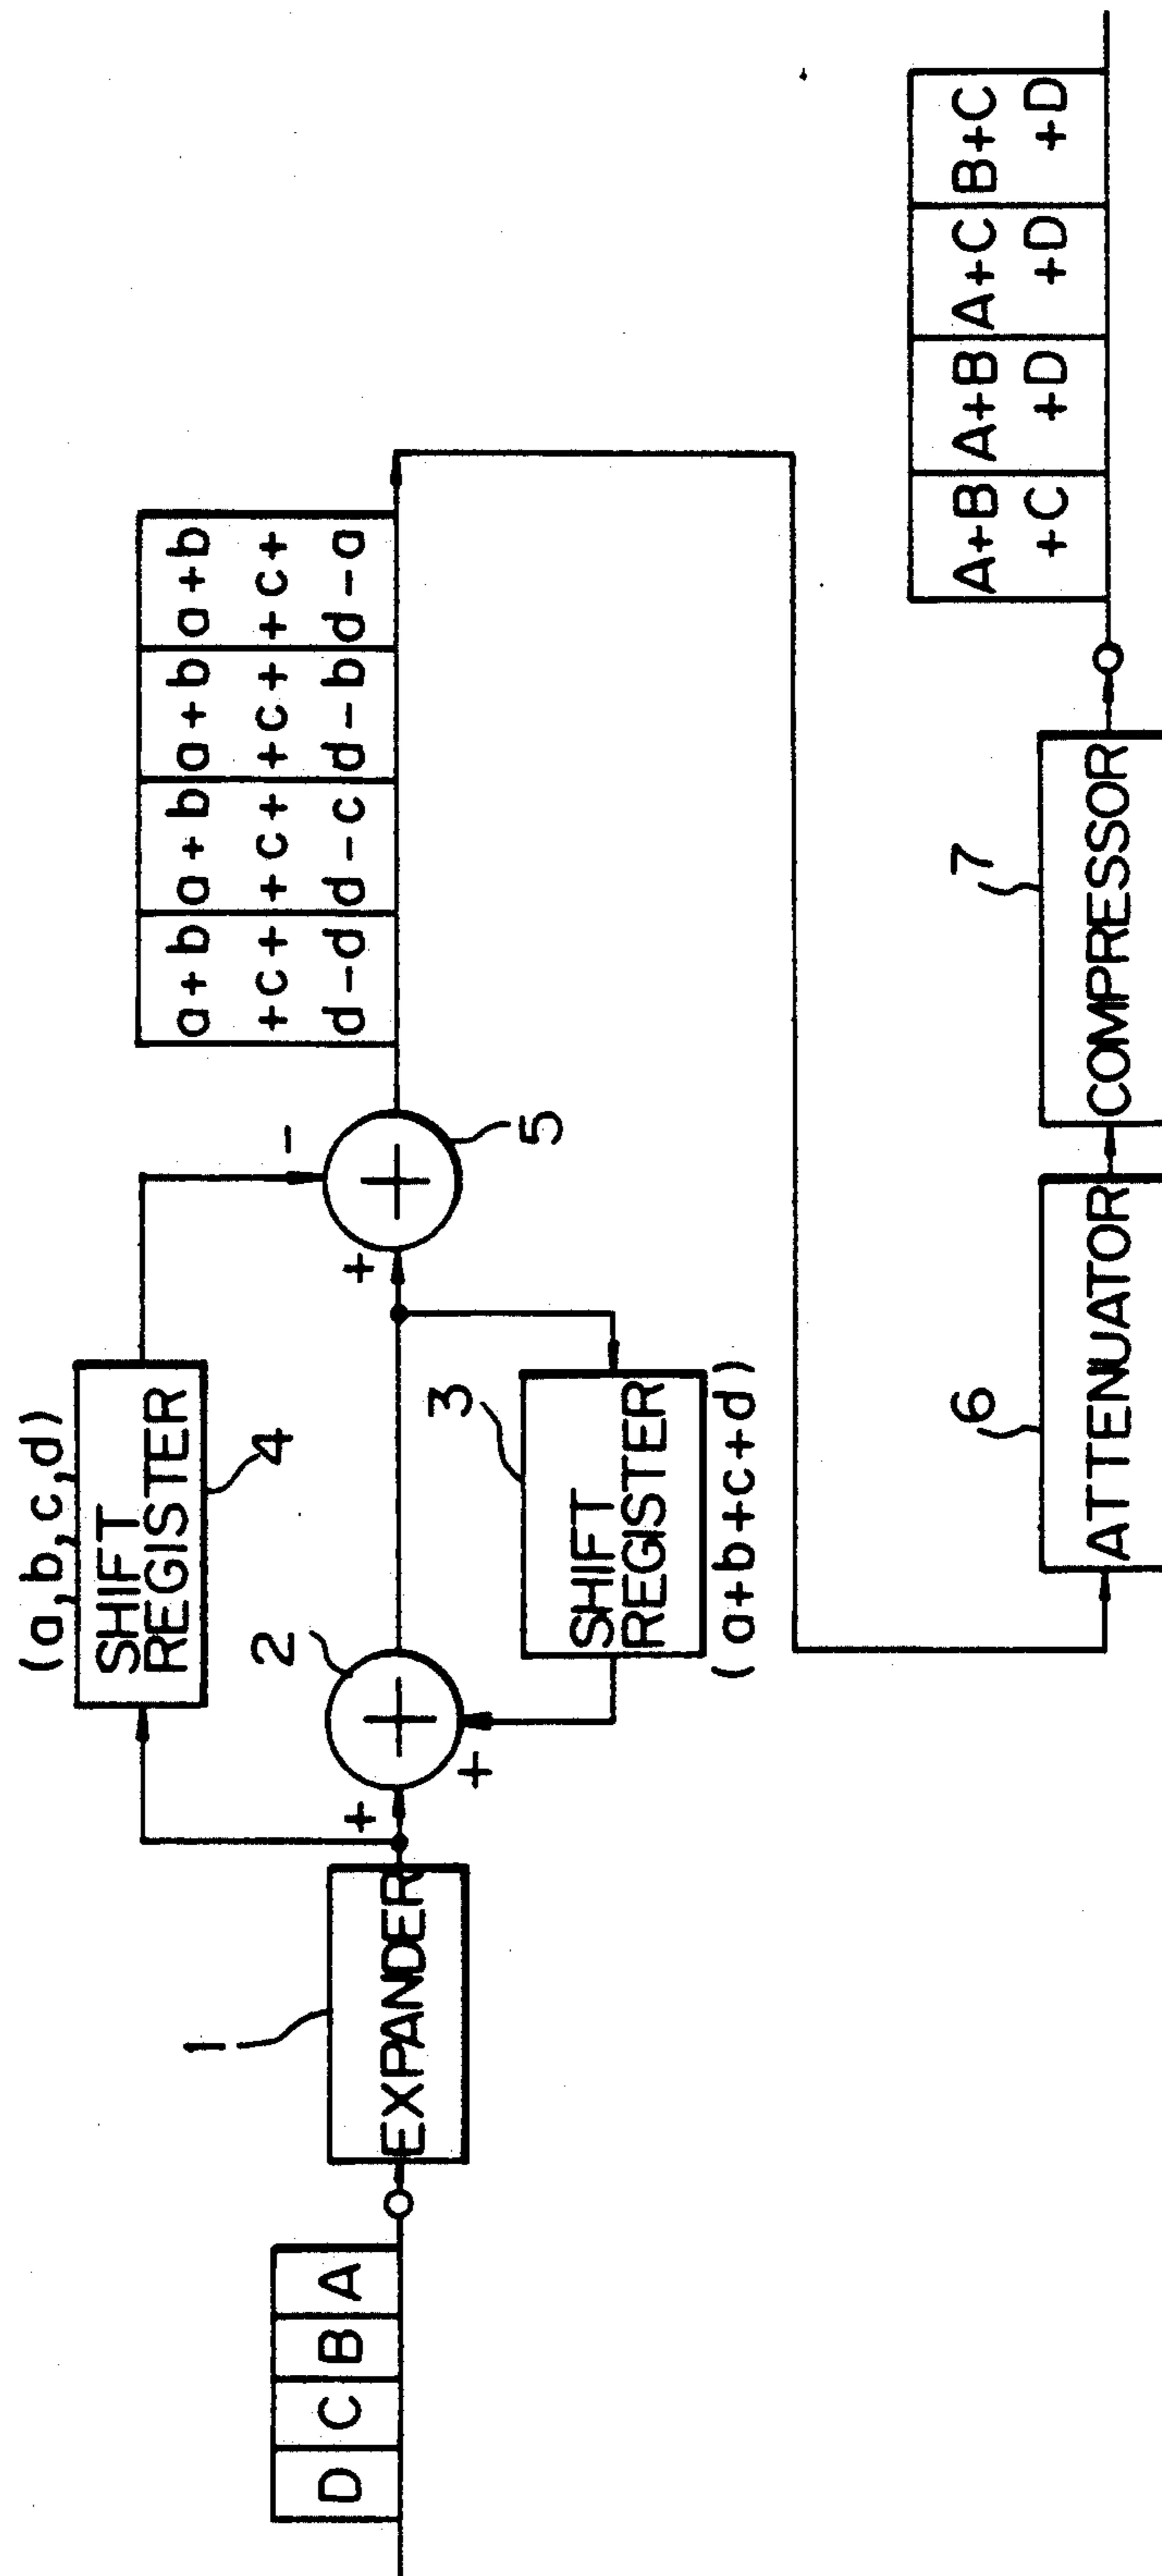 (a,b,c,d)
SHIFT
REGISTER
4
1
EXPANDER
D C B A
+
2
+
+
-
5
3
SHIFT
REGISTER
(a+b+c+d)
a+b a+b a+b a+b
+c+ +c+ +c+ +c+
d-d d-c d-b d-a
6
ATTENUATOR
7
COMPRESSOR
A+B A+B A+C B+C
+C +D +D +D